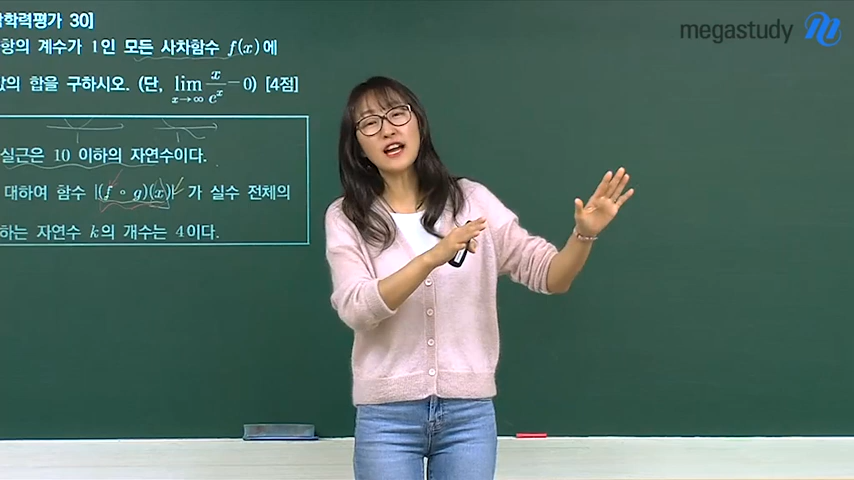 학력평가 30]
항의 계수가 1인 모든 사차함수 f(x)에
값의 합을 구하시오. (단, lim x→∞ x/e^x = 0) [4점]
실근은 10 이하의 자연수이다.
대하여 함수 |(f ∘ g)(x)| 가 실수 전체의
하는 자연수 k의 개수는 4이다.
megastudy